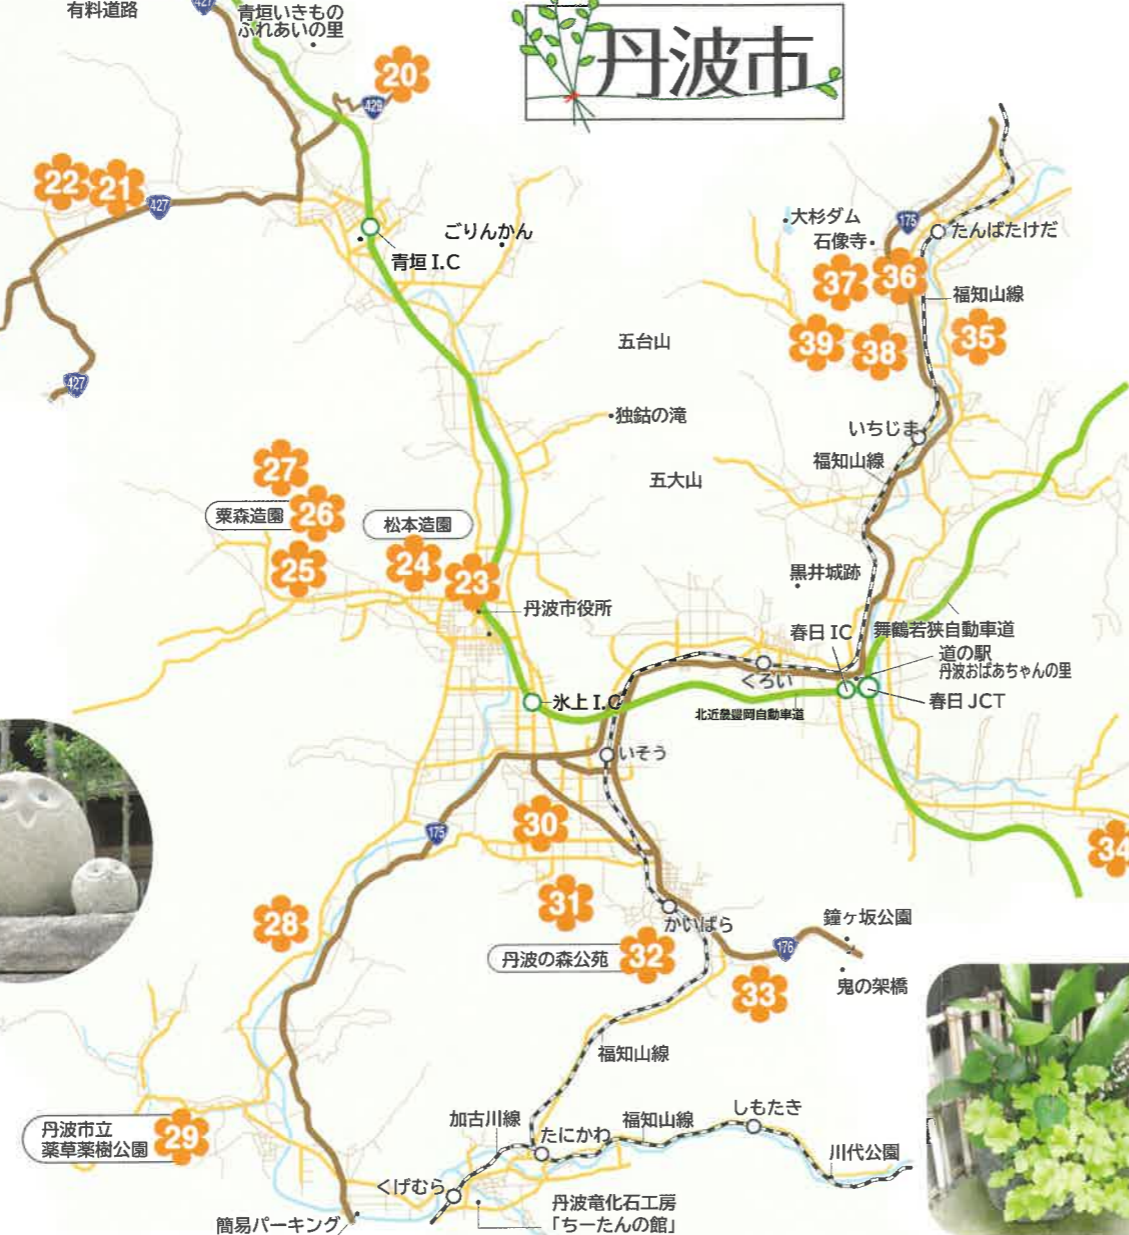 有料道路
427
青垣いきもの
ふれあいの里
丹波市
20
429
22
21
427
大杉ダム
175
たんばたけだ
ごりんかん
石像寺
青垣I.C
37
36
福知山線
五台山
39
38
35
427
独鈷の滝
いちじま
福知山線
27
五大山
粟森造園
26
松本造園
25
24
23
黒井城跡
丹波市役所
春日IC
舞鶴若狭自動車道
道の駅
丹波おばあちゃんの里
くろい
氷上I.C
春日JCT
北近畿豊岡自動車道
いそう
30
175
34
31
28
かいばら
鐘ヶ坂公園
丹波の森公苑
32
176
鬼の架橋
33
福知山線
加古川線
福知山線
しもたき
丹波市立
薬草薬樹公園
29
たにかわ
川代公園
くげむら
丹波竜化石工房
「ちーたんの館」
簡易パーキング